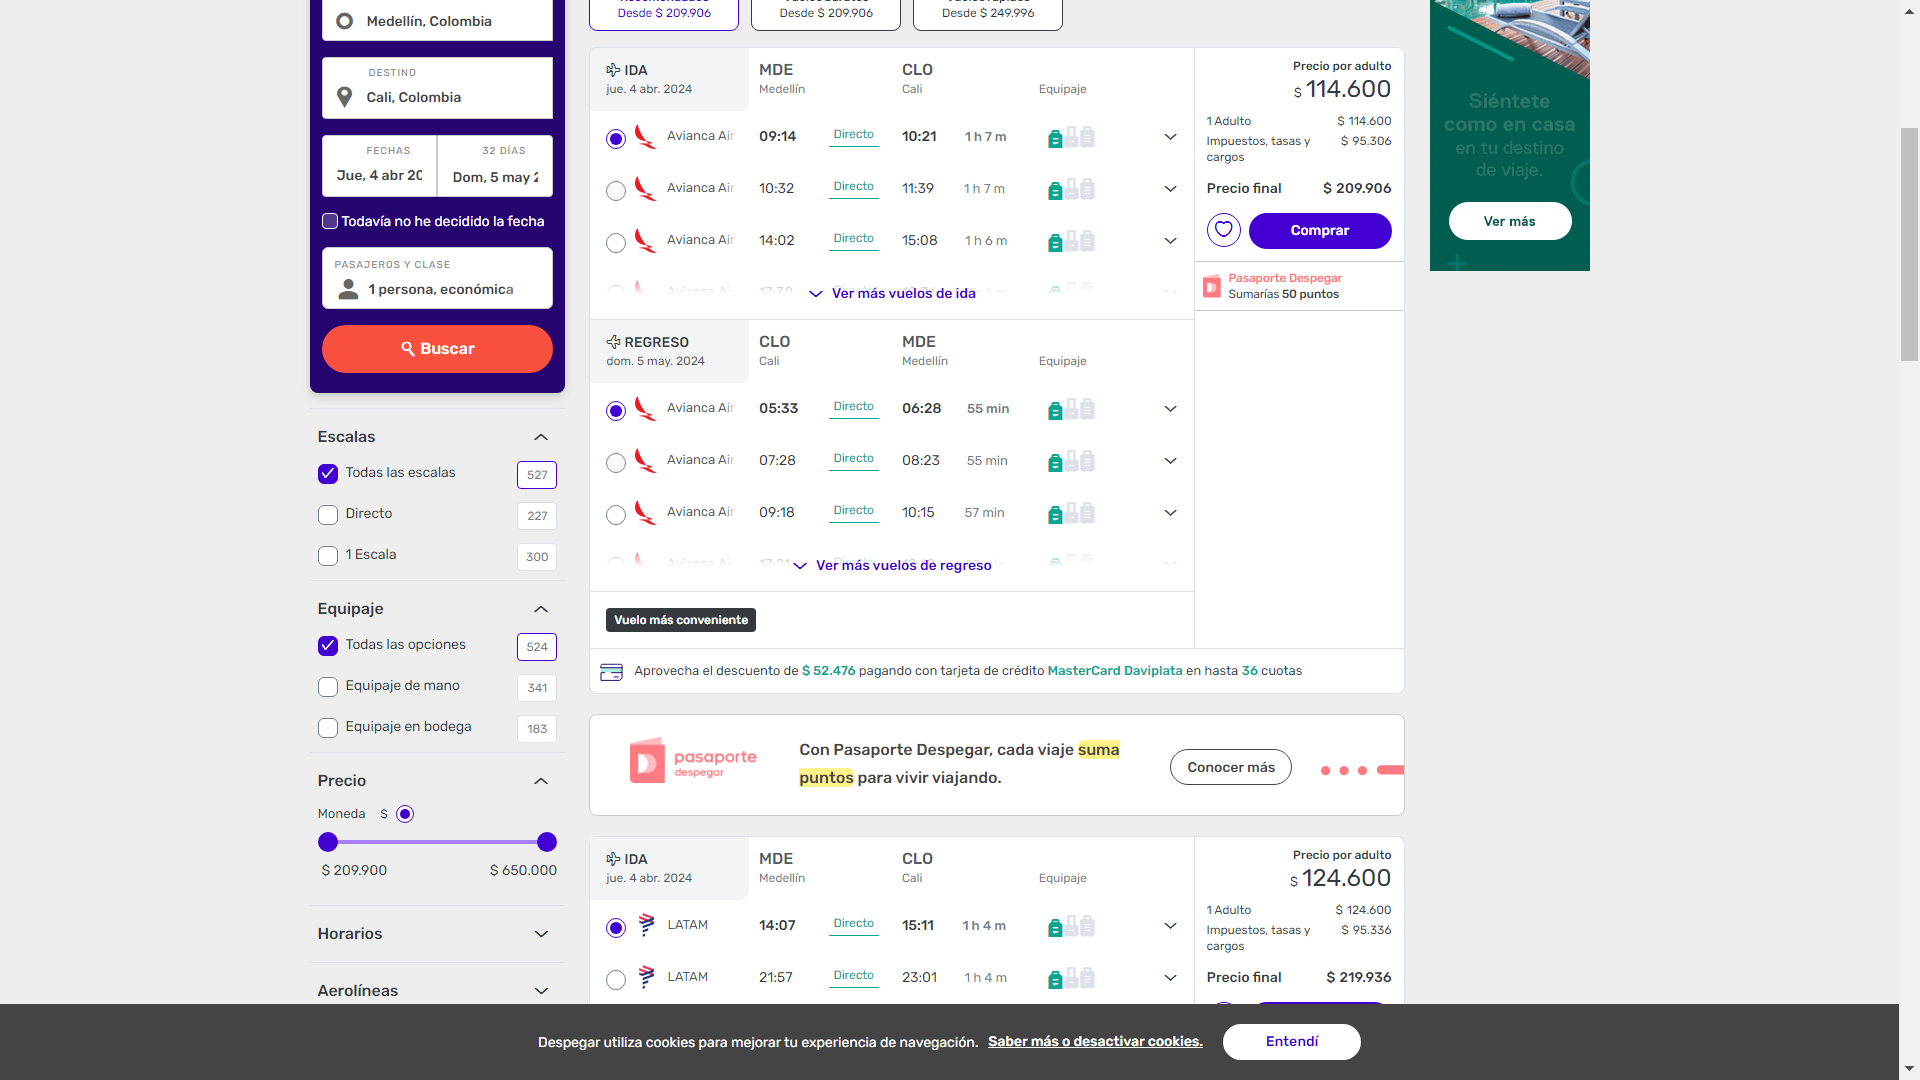 Medellín, Colombia
DESTINO
Cali, Colombia
FECHAS
32 DÍAS
Jue, 4 abr 20
Dom, 5 may 2
Todavía no he decidido la fecha
PASAJEROS Y CLASE
1 persona, económica
Buscar
Escalas
Todas las escalas 527
Directo 227
1 Escala 300
Equipaje
Todas las opciones 524
Equipaje de mano 341
Equipaje en bodega 183
Precio
Moneda $
$ 209.900 $ 650.000
Horarios
Aerolíneas
Desde $ 209.906
Desde $ 209.906
Desde $ 249.996
IDA MDE CLO
jue. 4 abr. 2024 Medellín Cali Equipaje
Avianca Air 09:14 Directo 10:21 1 h 7 m
Avianca Air 10:32 Directo 11:39 1 h 7 m
Avianca Air 14:02 Directo 15:08 1 h 6 m
Ver más vuelos de ida
REGRESO CLO MDE
dom. 5 may. 2024 Cali Medellín Equipaje
Avianca Air 05:33 Directo 06:28 55 min
Avianca Air 07:28 Directo 08:23 55 min
Avianca Air 09:18 Directo 10:15 57 min
Ver más vuelos de regreso
Vuelo más conveniente
Precio por adulto
$ 114.600
1 Adulto $ 114.600
Impuestos, tasas y cargos $ 95.306
Precio final $ 209.906
Comprar
Pasaporte Despegar
Sumarías 50 puntos
Aprovecha el descuento de $ 52.476 pagando con tarjeta de crédito MasterCard Daviplata en hasta 36 cuotas
pasaporte
despegar
Con Pasaporte Despegar, cada viaje suma
puntos para vivir viajando.
Conocer más
IDA MDE CLO
jue. 4 abr. 2024 Medellín Cali Equipaje
LATAM 14:07 Directo 15:11 1 h 4 m
LATAM 21:57 Directo 23:01 1 h 4 m
Precio por adulto
$ 124.600
1 Adulto $ 124.600
Impuestos, tasas y cargos $ 95.336
Precio final $ 219.936
Siéntete
como en casa
en tu destino
de viaje.
Ver más
Despegar utiliza cookies para mejorar tu experiencia de navegación. Saber más o desactivar cookies.
Entendí